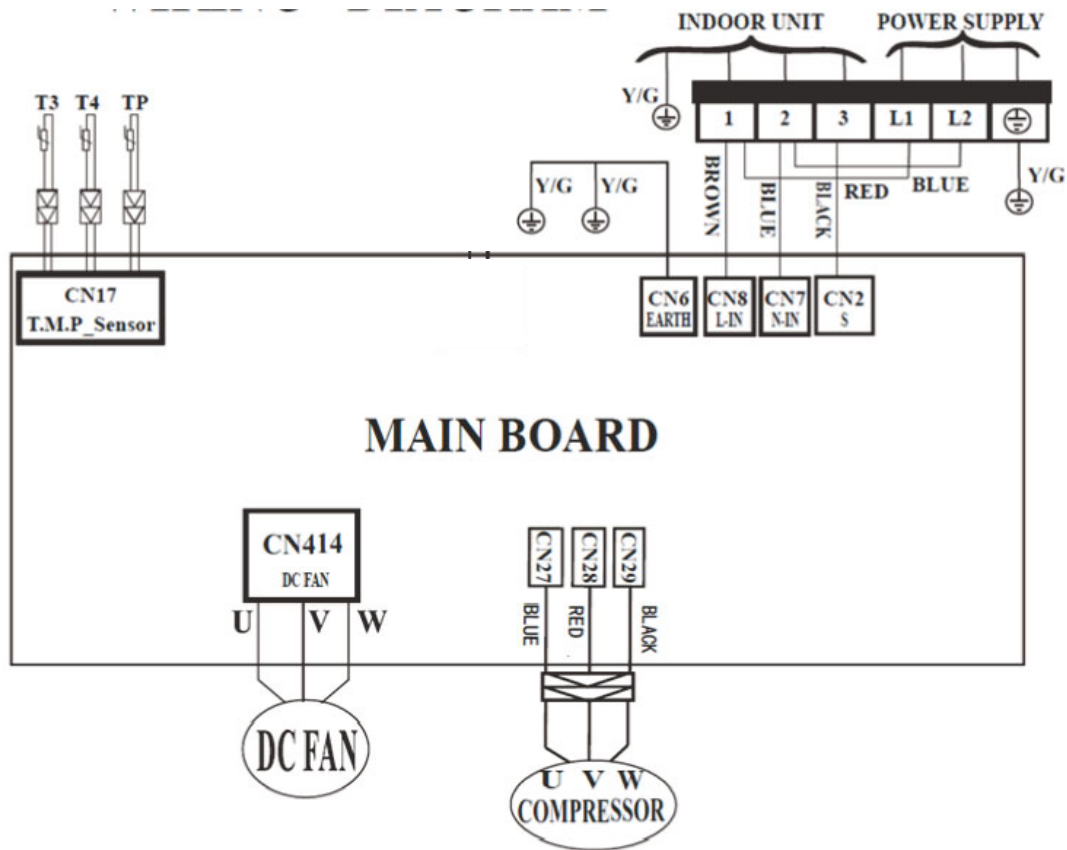 INDOOR UNIT POWER SUPPLY
T3 T4 TP
Y/G
1 2 3 L1 L2
BROWN
BLUE
BLACK
RED
BLUE
Y/G
Y/G Y/G
CN17
T.M.P_Sensor
CN6
EARTH
CN8
L-IN
CN7
N-IN
CN2
S
MAIN BOARD
CN414
DC FAN
U V W
DC FAN
CN27
CN28
CN29
BLUE
RED
BLACK
U V W
COMPRESSOR